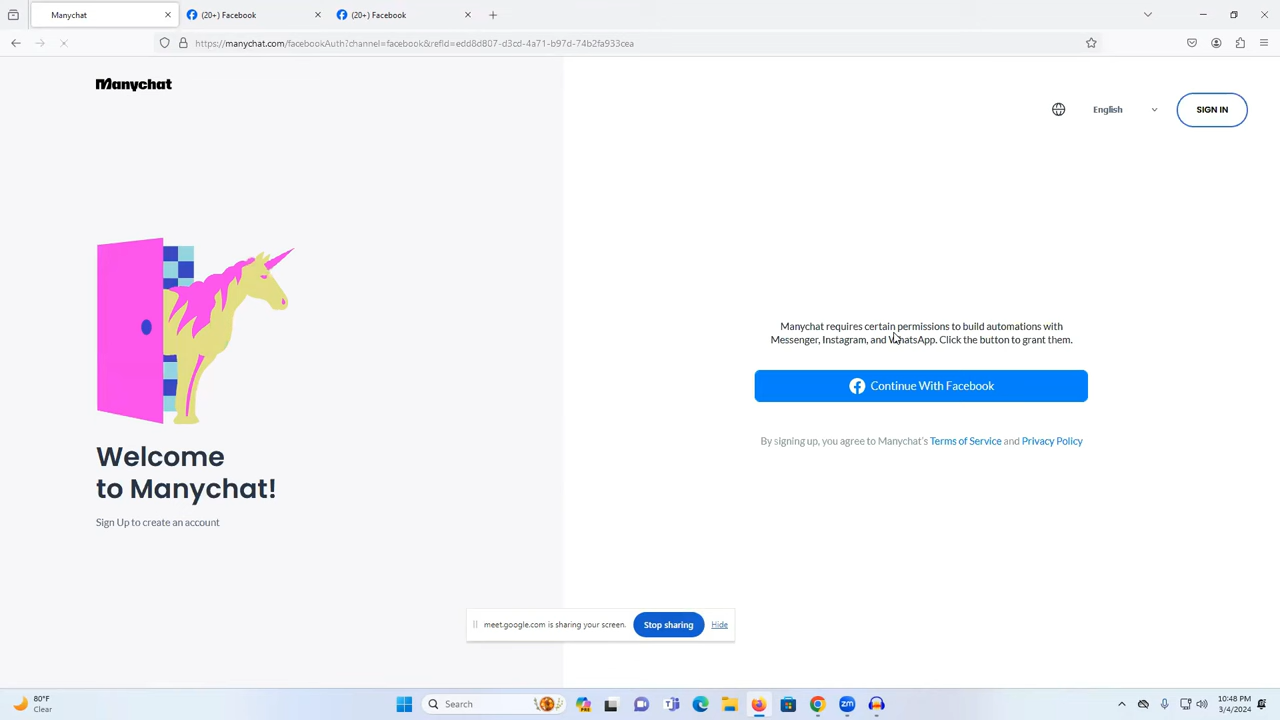 Manychat
(20+) Facebook
(20+) Facebook
https://manychat.com/facebookAuth?channel=facebook&refId=edd8d807-d3cd-4a71-b97d-74b2fa933cea
Manychat
English
SIGN IN
Manychat requires certain permissions to build automations with
Messenger, Instagram, and WhatsApp. Click the button to grant them.
Continue With Facebook
By signing up, you agree to Manychat's Terms of Service and Privacy Policy
Welcome
to Manychat!
Sign Up to create an account
meet.google.com is sharing your screen.
Stop sharing
Hide
80°F
Clear
Search
zm
10:48 PM
3/4/2024